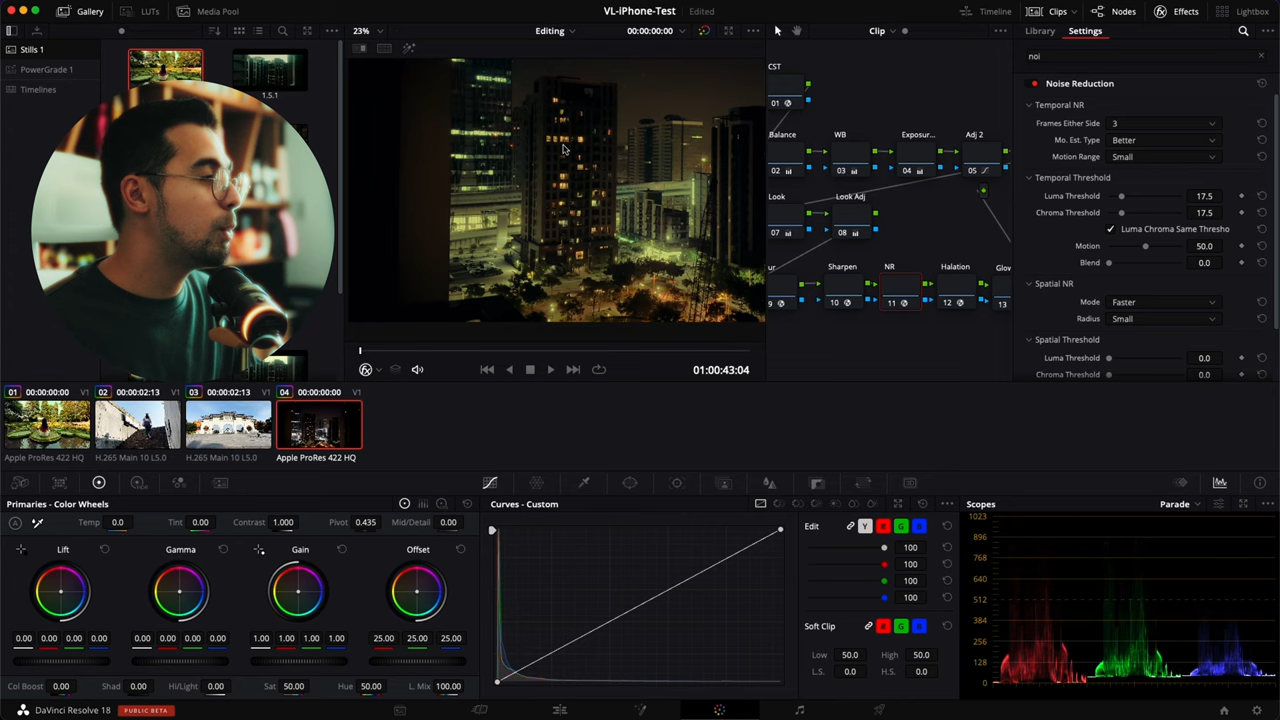 Gallery LUTs Media Pool VL-iPhone-Test Edited Timeline Clips Nodes Effects Lightbox
23% Editing 00:00:00:00 Clip Library Settings
Stills 1
PowerGrade 1
Timelines
1.5.1
noi
Noise Reduction
Temporal NR
Frames Either Side 3
Mo. Est. Type Better
Motion Range Small
Temporal Threshold
Luma Threshold 17.5
Chroma Threshold 17.5
Luma Chroma Same Thresho
Motion 50.0
Blend 0.0
Spatial NR
Mode Faster
Radius Small
Spatial Threshold
Luma Threshold 0.0
Chroma Threshold 0.0
CST
01
Balance WB Exposur... Adj 2
02 03 04 05
Look Look Adj
07 08
ur Sharpen NR Halation Glov
9 10 11 12 13
01:00:43:04
01 00:00:00:00 V1 02 00:00:02:13 V1 03 00:00:02:13 V1 04 00:00:00:00 V1
Apple ProRes 422 HQ H.265 Main 10 L5.0 H.265 Main 10 L5.0 Apple ProRes 422 HQ
Primaries - Color Wheels Curves - Custom Scopes Parade
Temp 0.0 Tint 0.00 Contrast 1.000 Pivot 0.435 Mid/Detail 0.00
Lift Gamma Gain Offset
0.00 0.00 0.00 0.00 0.00 0.00 0.00 0.00 1.00 1.00 1.00 1.00 25.00 25.00 25.00
Col Boost 0.00 Shad 0.00 Hi/Light 0.00 Sat 50.00 Hue 50.00 L. Mix 100.00
Edit Y R G B
100
100
100
100
Soft Clip R G B
Low 50.0 High 50.0
L.S. 0.0 H.S. 0.0
1023
896
768
640
512
384
256
128
0
DaVinci Resolve 18 PUBLIC BETA